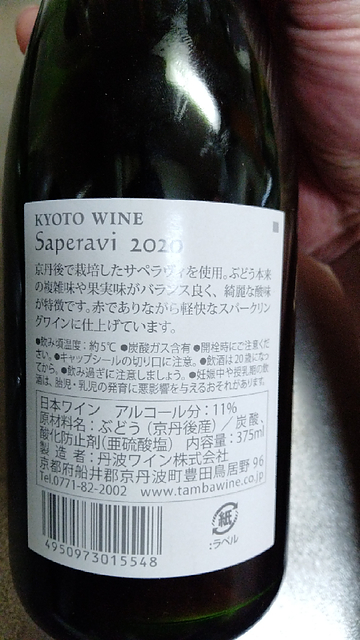 KYOTO WINE
Saperavi 2020
京丹後で栽培したサペラヴィを使用。ぶどう本来
の複雑味や果実味がバランス良く、綺麗な酸味
が特徴です。赤でありながら軽快なスパークリン
グワインに仕上げています。
●飲み頃温度：約5℃ ●炭酸ガス含有 ●開栓時にご注意くだ
さい。●キャップシールの切り口に注意。●飲酒は20歳になっ
てから。●飲み過ぎに注意しましょう。●妊娠中や授乳期の飲
酒は、胎児・乳児の発育に悪影響を与えるおそれがあります。
日本ワイン アルコール分：11%
原材料名：ぶどう（京丹後産）／炭酸、
酸化防止剤（亜硫酸塩） 内容量：375ml
製造者：丹波ワイン株式会社
京都府船井郡京丹波町豊田鳥居野 96
Tel.0771-82-2002 www.tambawine.co.jp
4950973015548
紙
:ラベル